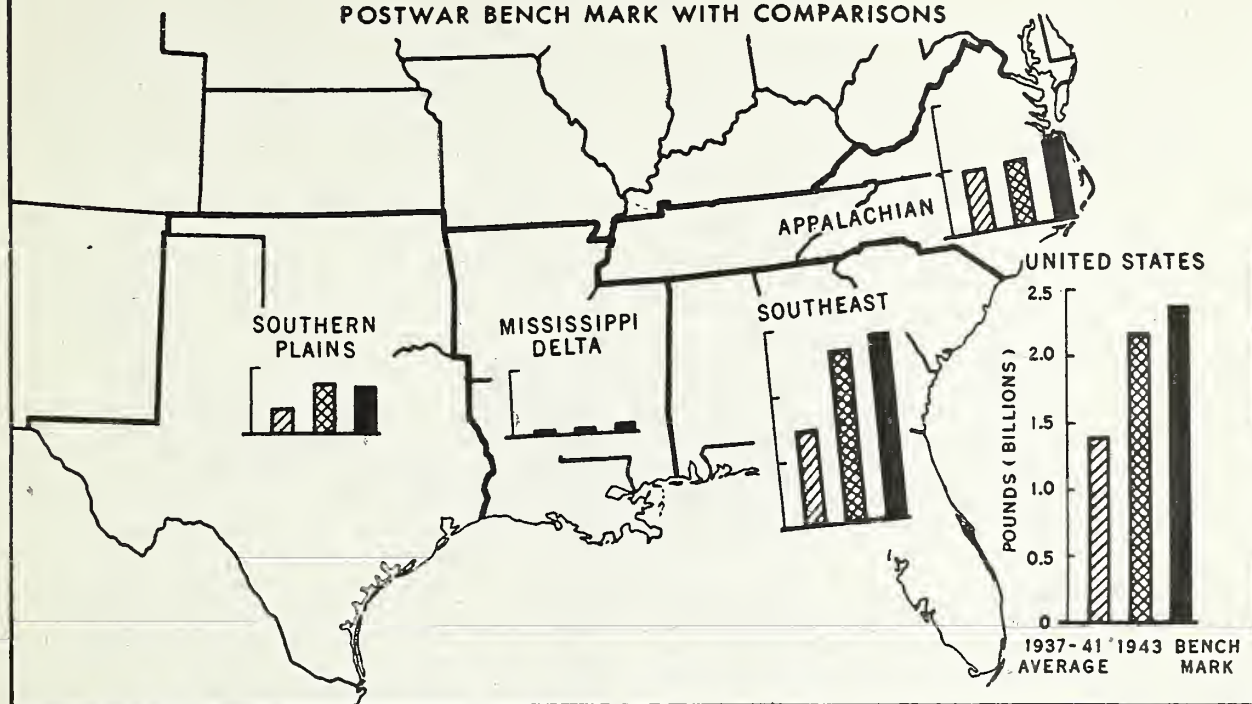 POSTWAR BENCH MARK WITH COMPARISONS
APPALACHIAN
UNITED STATES
SOUTHERN
PLAINS
MISSISSIPPI
DELTA
SOUTHEAST
POUNDS (BILLIONS)
2.5
2.0
1.5
1.0
0.5
0
1937-41 1943 BENCH
AVERAGE MARK